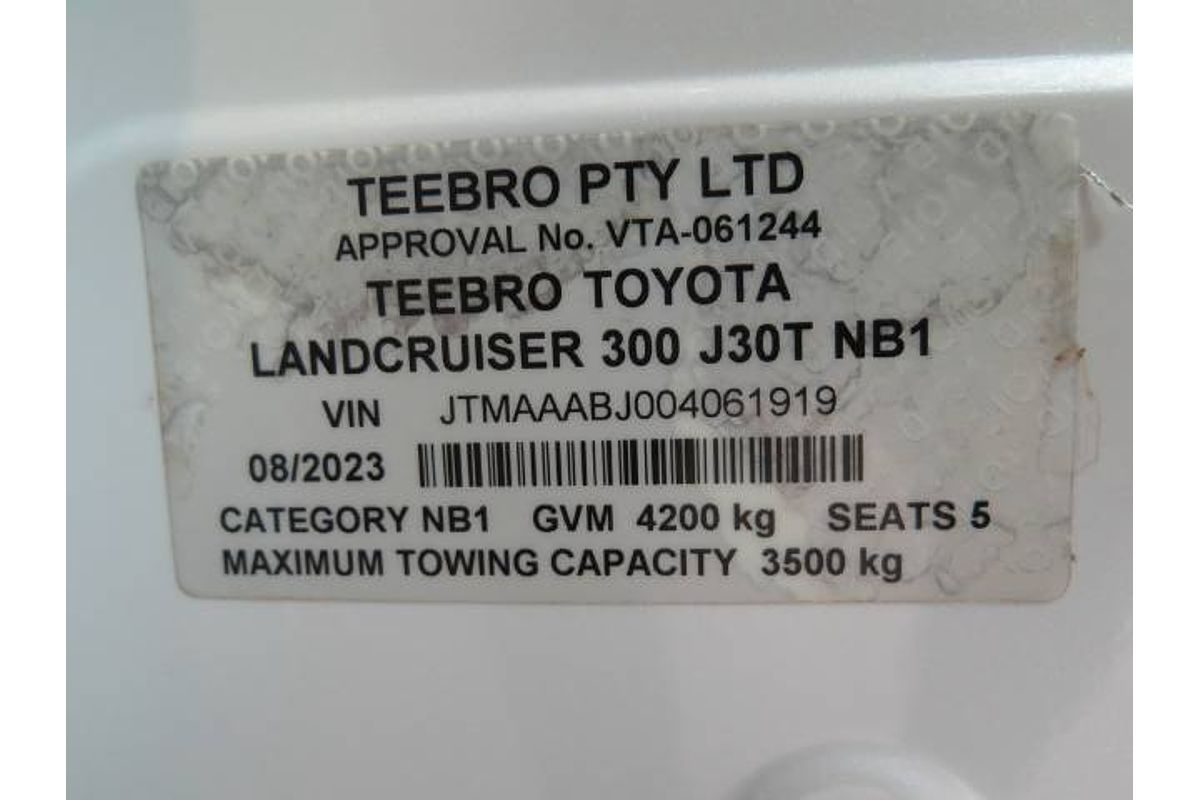 TEEBRO PTY LTD
APPROVAL No. VTA-061244
TEEBRO TOYOTA
LANDCRUISER 300 J30T NB1
VIN JTMAAABJ004061919
08/2023
CATEGORY NB1 GVM 4200 kg SEATS 5
MAXIMUM TOWING CAPACITY 3500 kg